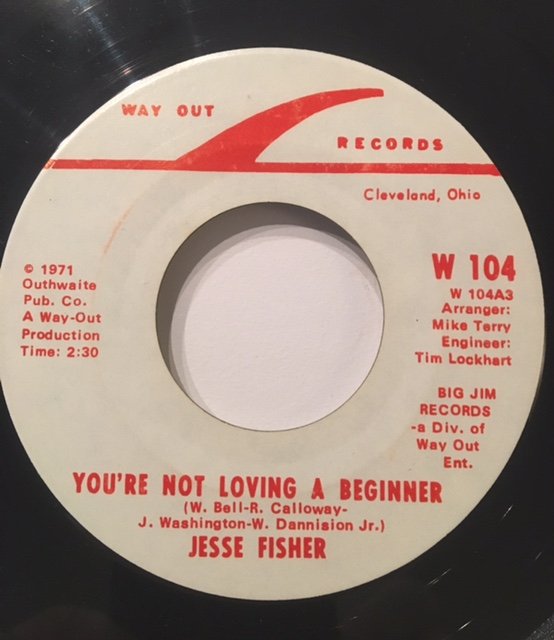 WAY OUT
RECORDS
Cleveland, Ohio
© 1971
Outhwaite
Pub. Co.
A Way-Out
Production
Time: 2:30
W 104
W 104A3
Arranger:
Mike Terry
Engineer:
Tim Lockhart
BIG JIM
RECORDS
-a Div. of
Way Out
Ent.
YOU'RE NOT LOVING A BEGINNER
(W. Bell-R. Calloway-
J. Washington-W. Dannision Jr.)
JESSE FISHER